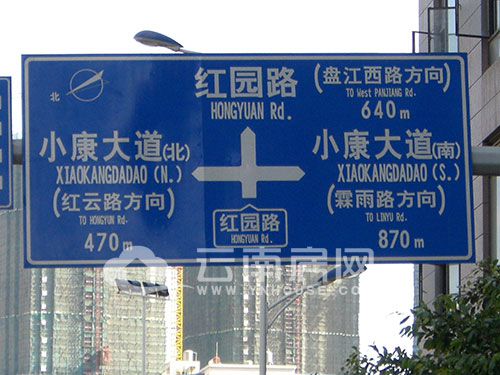 北
红园路
HONGYUAN Rd.
(盘江西路方向)
TO West PANJIANG Rd.
640m
小康大道(北)
XIAOKANGDADAO(N.)
(红云路方向)
TO HONGYUN Rd.
470m
红园路
HONGYUAN Rd.
小康大道(南)
XIAOKANGDADAO(S.)
(霖雨路方向)
TO LINYU Rd.
870m
云南房网
WWW.YNHOUSE.COM